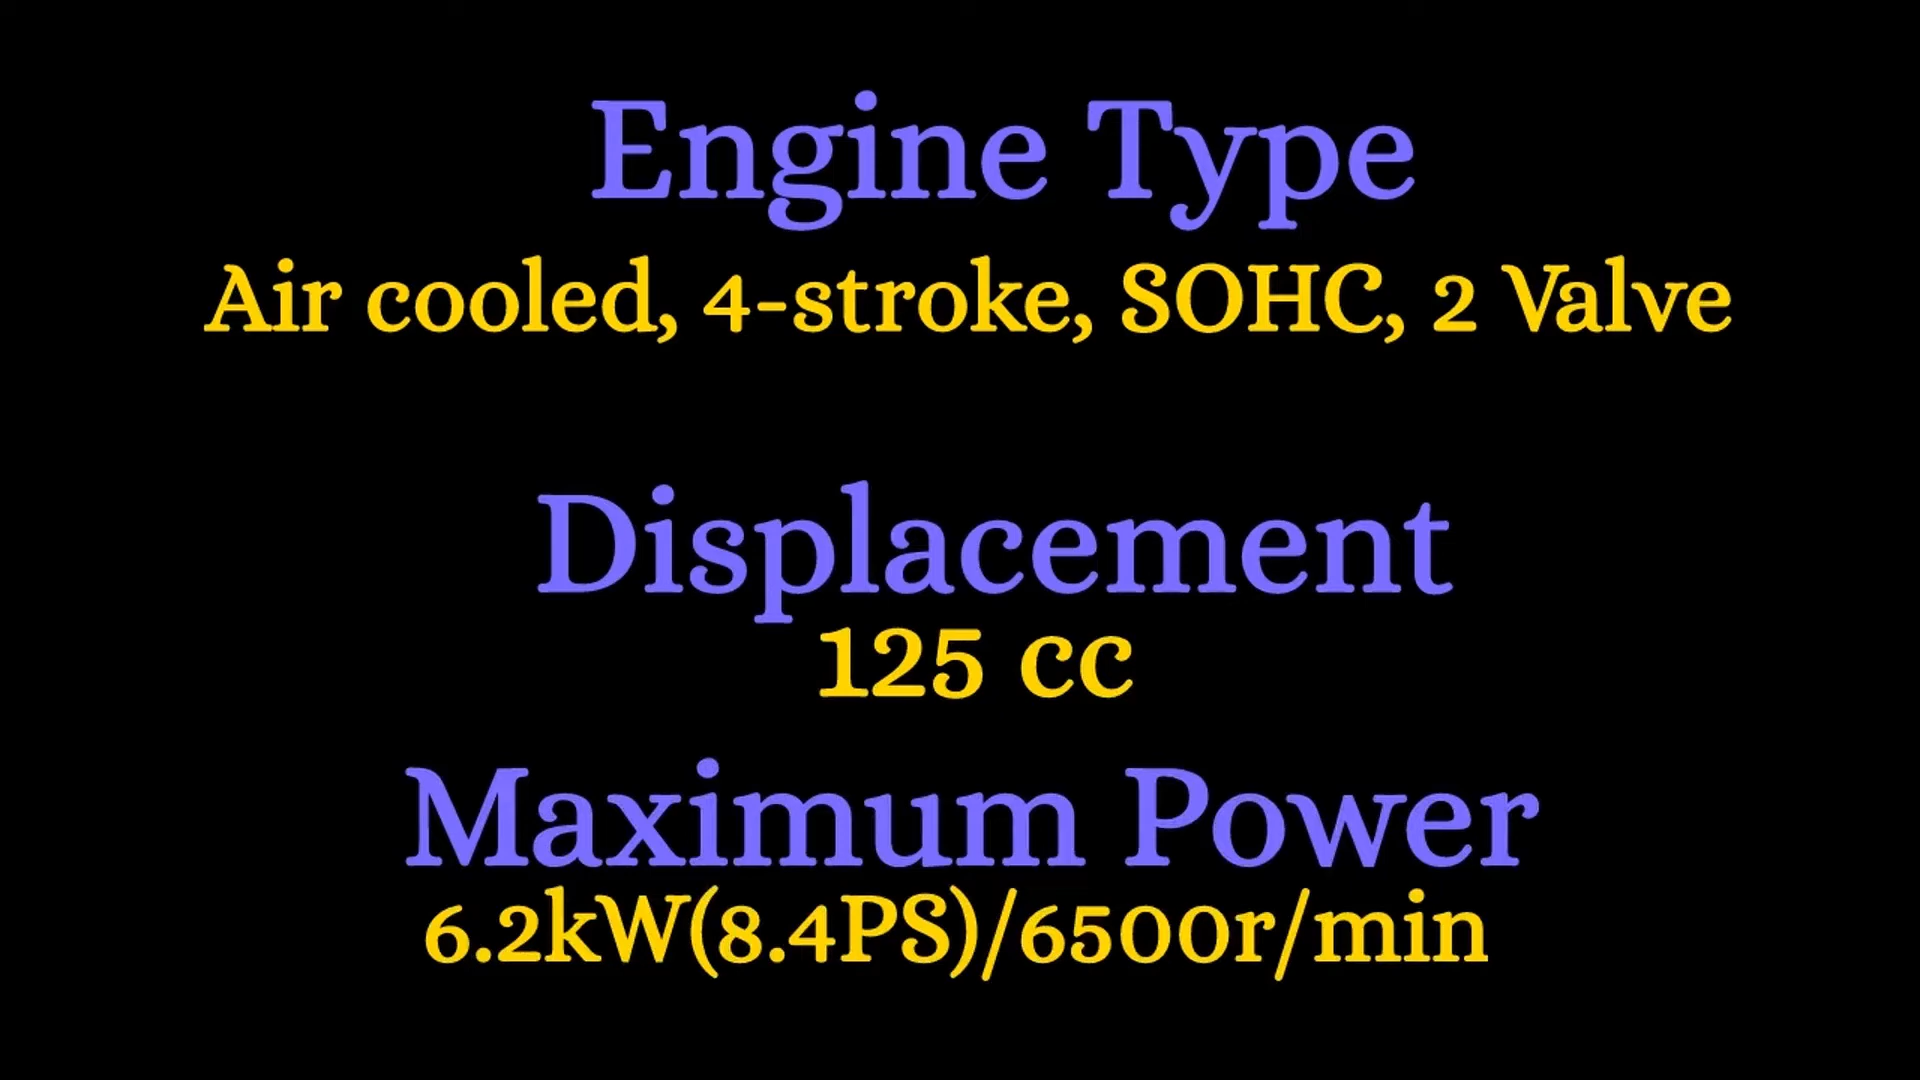 Engine Type
Air cooled, 4-stroke, SOHC, 2 Valve
Displacement
125 cc
Maximum Power
6.2kW(8.4PS)/6500r/min